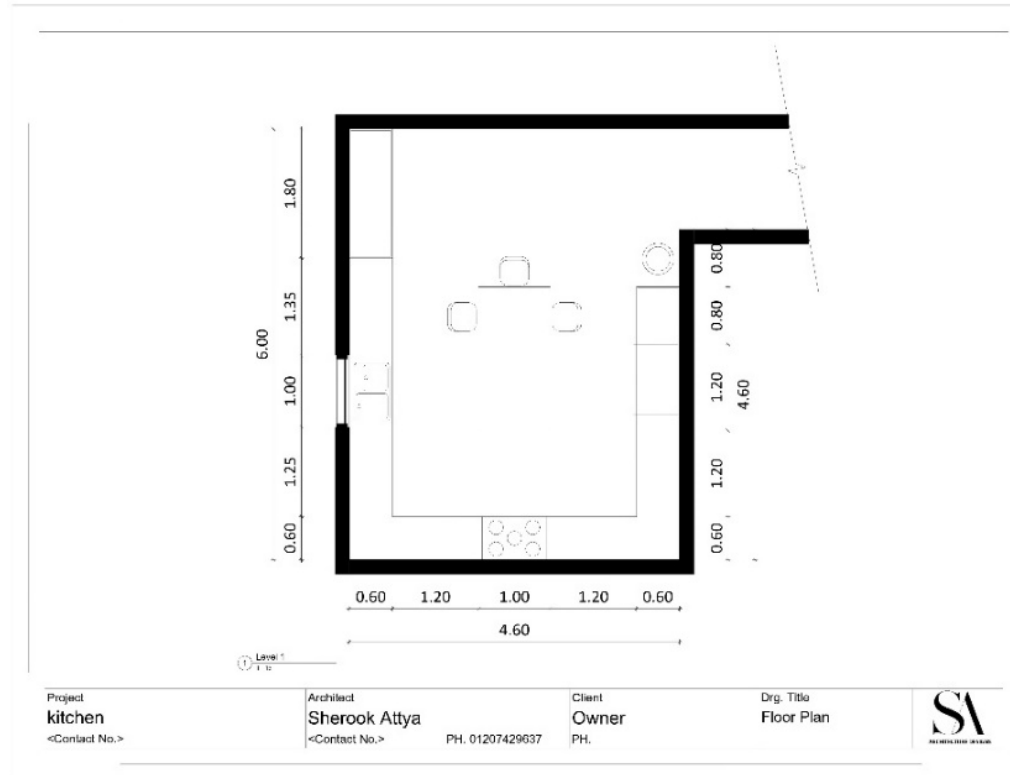 1.80
1.35
1.00
1.25
0.60
6.00
0.80
0.80
1.20
1.20
0.60
4.60
0.60 1.20 1.00 1.20 0.60
4.60
1 Level 1
Project
kitchen
<Contact No.>
Architect
Sherook Attya
<Contact No.> PH. 01207429637
Client
Owner
PH.
Drg. Title
Floor Plan
SA